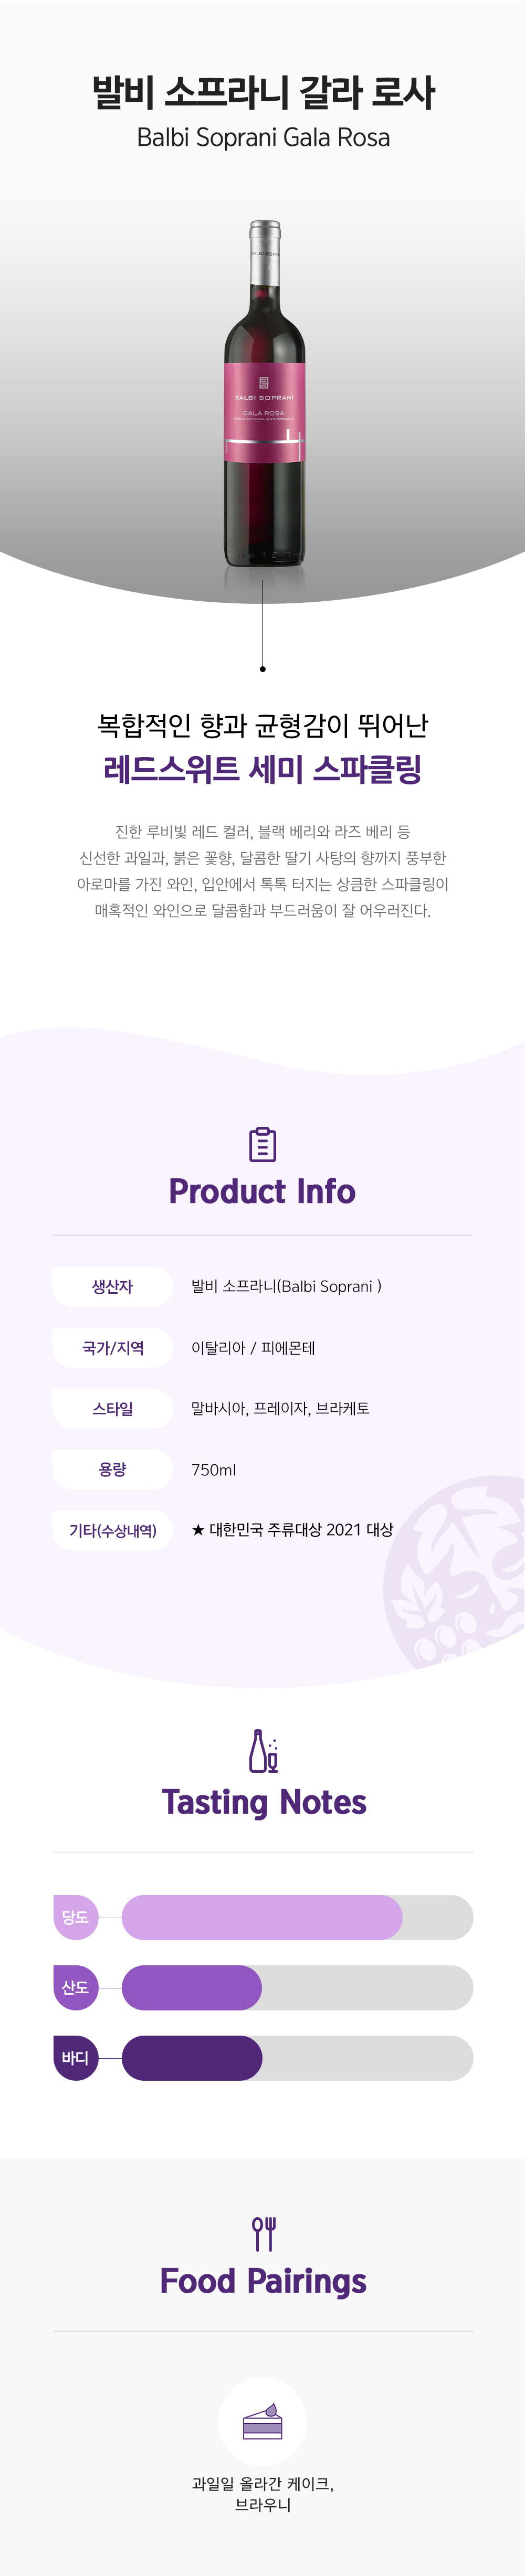 발비 소프라니 갈라 로사
Balbi Soprani Gala Rosa
BALBI SOPRANI
GALA ROSA
복합적인 향과 균형감이 뛰어난
레드스위트 세미 스파클링
진한 루비빛 레드 컬러, 블랙 베리와 라즈 베리 등
신선한 과일과, 붉은 꽃향, 달콤한 딸기 사탕의 향까지 풍부한
아로마를 가진 와인, 입안에서 톡톡 터지는 상큼한 스파클링이
매혹적인 와인으로 달콤함과 부드러움이 잘 어우러진다.
Product Info
생산자 발비 소프라니(Balbi Soprani )
국가/지역 이탈리아 / 피에몬테
스타일 말바시아, 프레이자, 브라케토
용량 750ml
기타(수상내역) ★ 대한민국 주류대상 2021 대상
Tasting Notes
당도
산도
바디
Food Pairings
과일일 올라간 케이크,
브라우니